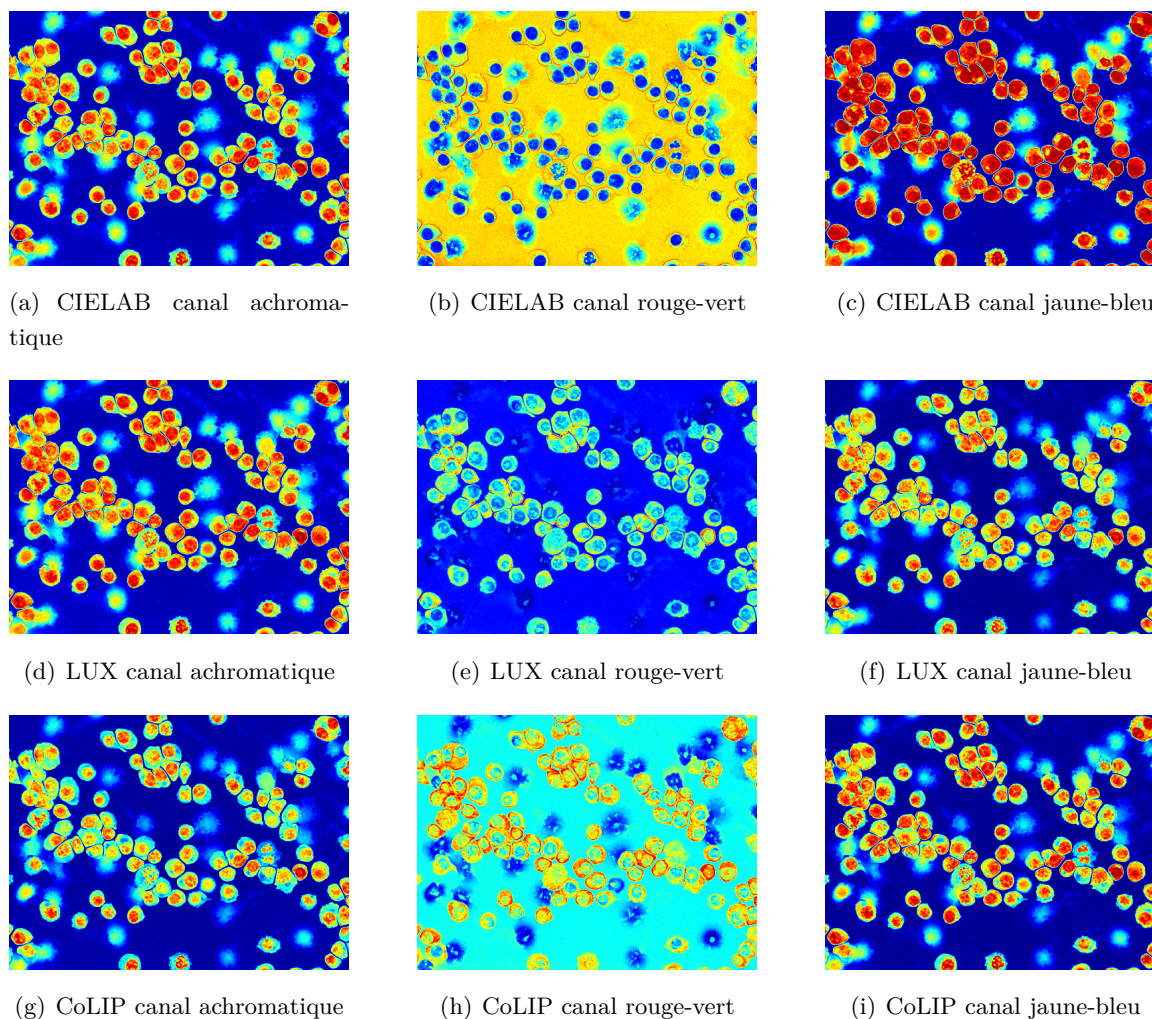 (a) CIELAB canal achroma-
tique
(b) CIELAB canal rouge-vert
(c) CIELAB canal jaune-bleu
(d) LUX canal achromatique
(e) LUX canal rouge-vert
(f) LUX canal jaune-bleu
(g) CoLIP canal achromatique
(h) CoLIP canal rouge-vert
(i) CoLIP canal jaune-bleu